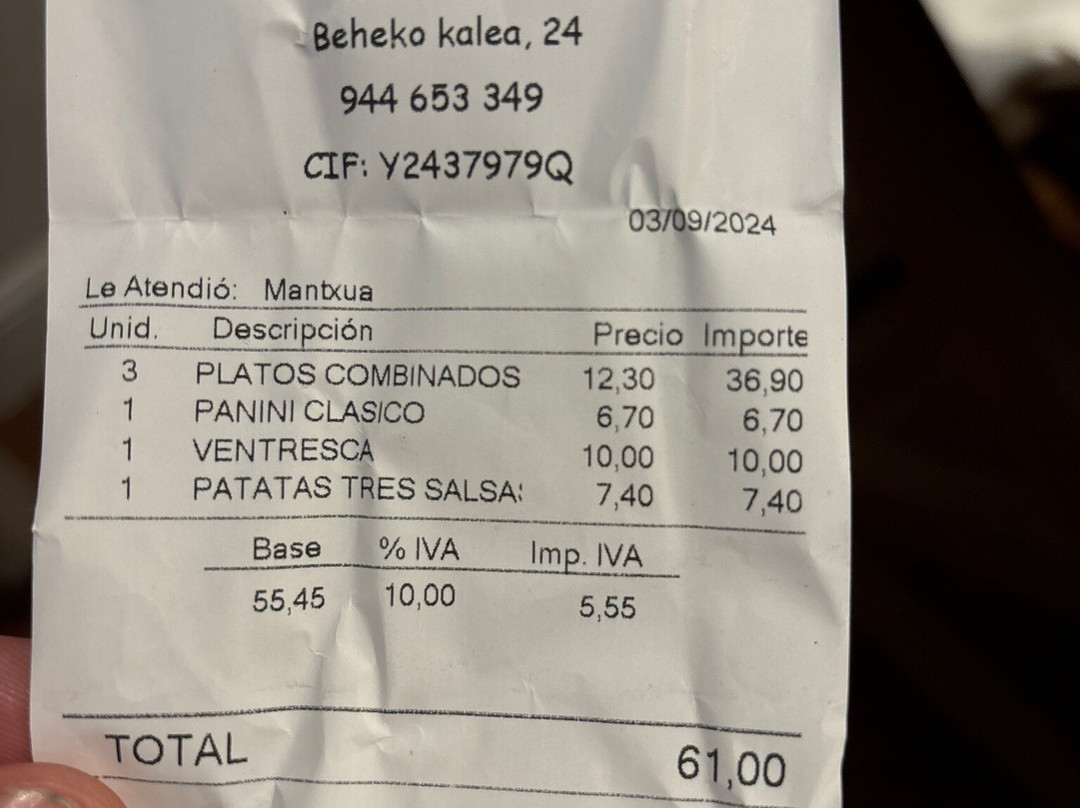 Beheko kalea, 24
944 653 349
CIF: Y2437979Q
03/09/2024
Le Atendió: Mantxua
Unid. Descripción Precio Importe
3 PLATOS COMBINADOS 12,30 36,90
1 PANINI CLASICO 6,70 6,70
1 VENTRESCA 10,00 10,00
1 PATATAS TRES SALSAS 7,40 7,40
Base % IVA Imp. IVA
55,45 10,00 5,55
TOTAL 61,00